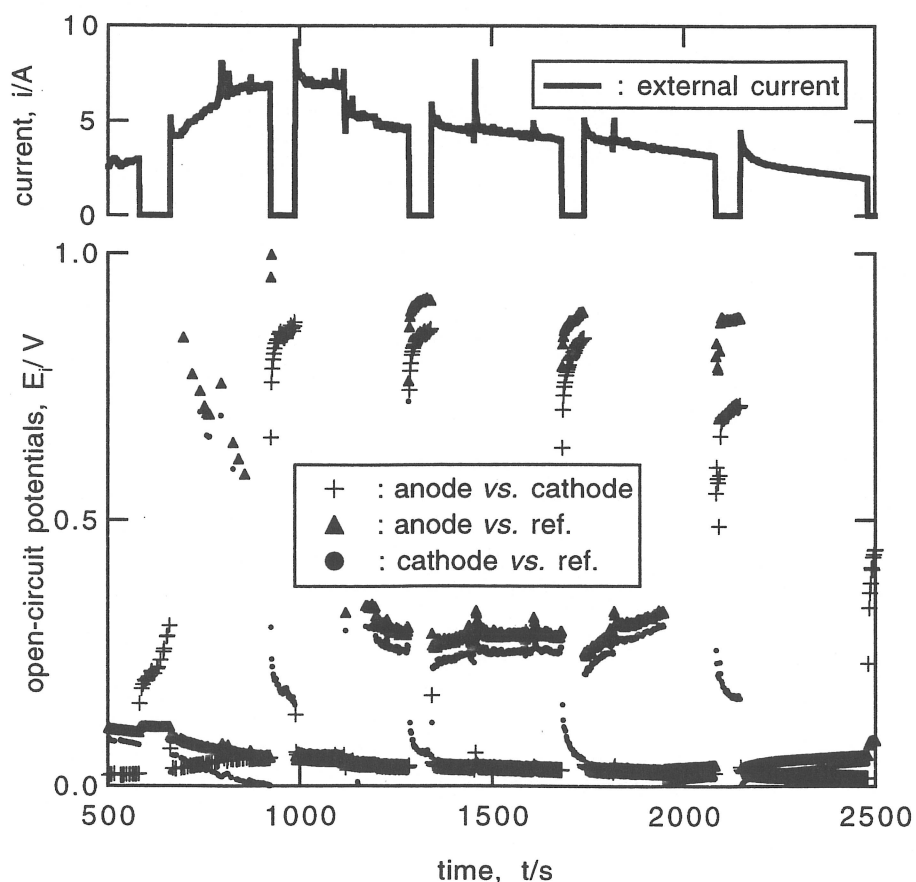 10
5
0
current, i/A
: external current
1.0
0.5
0.0
open-circuit potentials, Ei/ V
+ : anode vs. cathode
▲ : anode vs. ref.
● : cathode vs. ref.
500 1000 1500 2000 2500
time, t/s